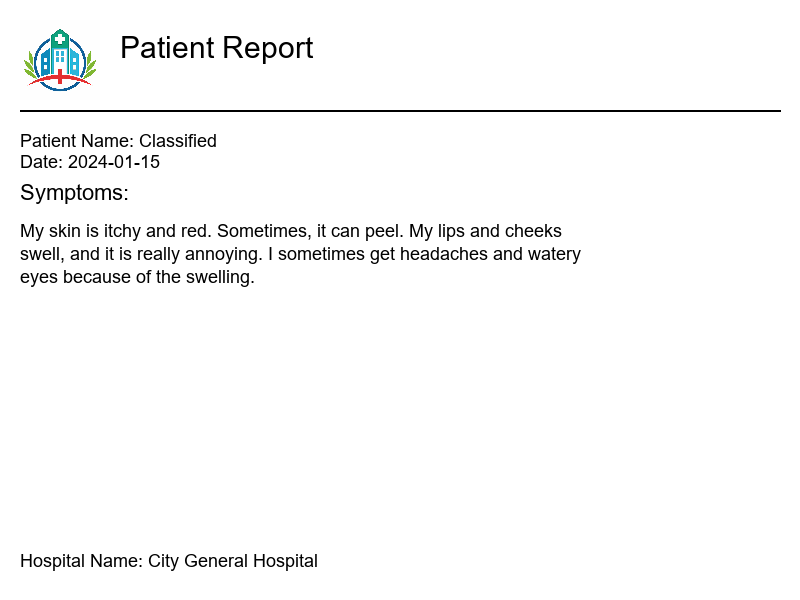 Patient Report
Patient Name: Classified
Date: 2024-01-15
Symptoms:
My skin is itchy and red. Sometimes, it can peel. My lips and cheeks
swell, and it is really annoying. I sometimes get headaches and watery
eyes because of the swelling.
Hospital Name: City General Hospital